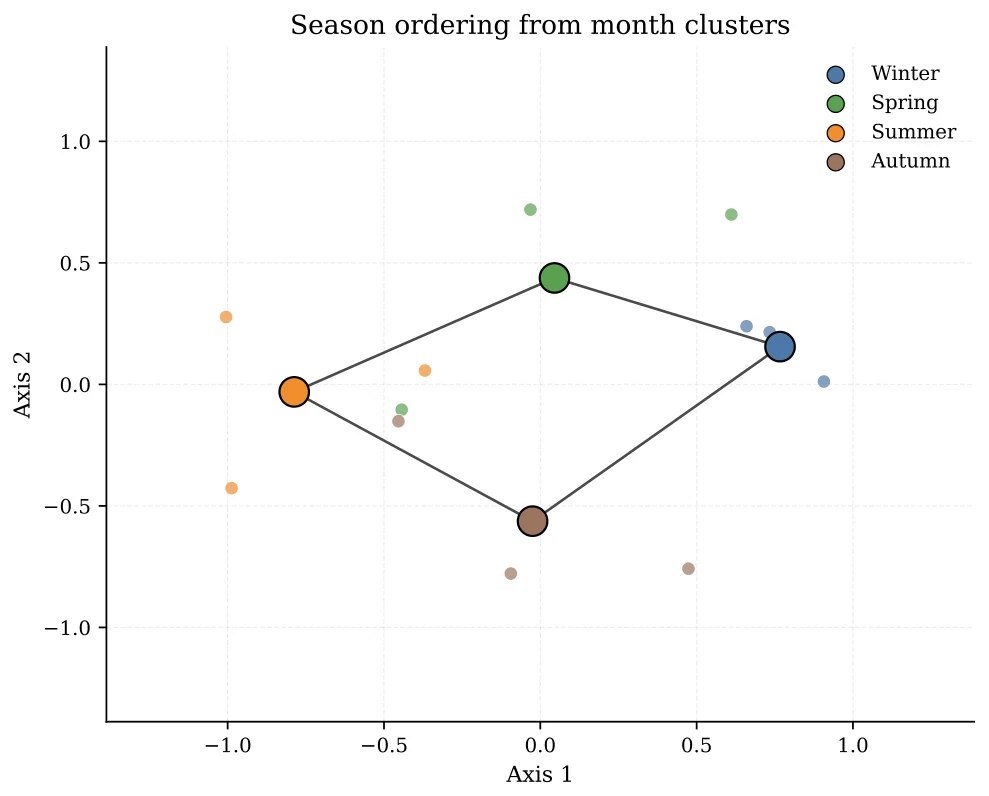 Season ordering from month clusters
Winter
Spring
Summer
Autumn
1.0
0.5
0.0
−0.5
−1.0
Axis 2
−1.0
−0.5
0.0
0.5
1.0
Axis 1